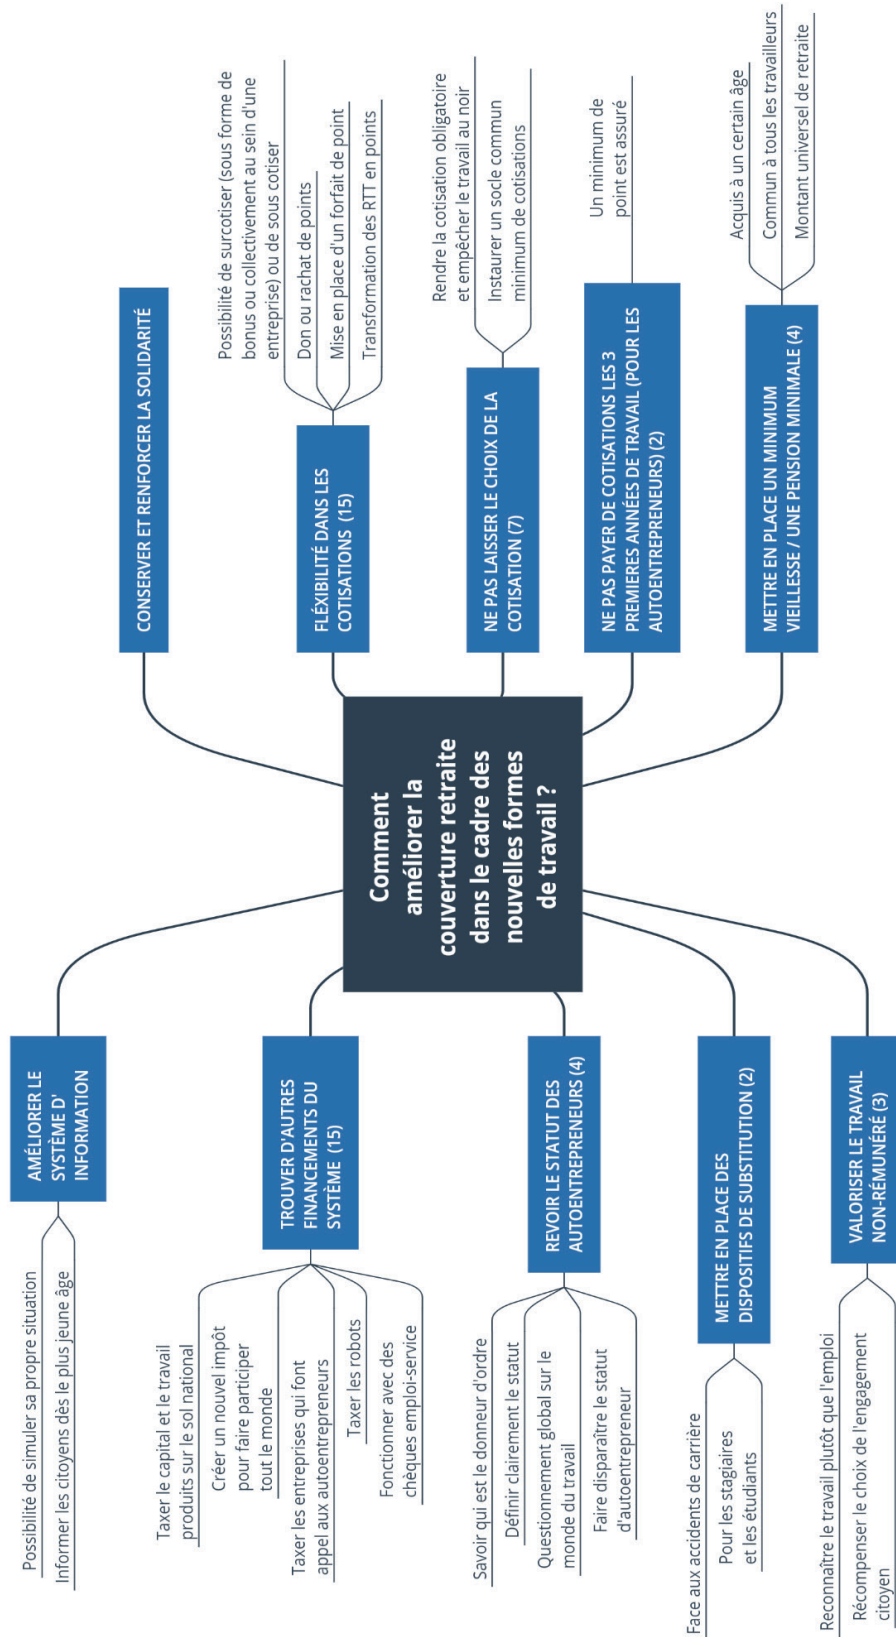 Comment
améliorer la
couverture retraite
dans le cadre des
nouvelles formes
de travail ?
AMÉLIORER LE
SYSTÈME D'
INFORMATION
Possibilité de simuler sa propre situation
Informer les citoyens dès le plus jeune âge
TROUVER D'AUTRES
FINANCEMENTS DU
SYSTÈME (15)
Taxer le capital et le travail
produits sur le sol national
Créer un nouvel impôt
pour faire participer
tout le monde
Taxer les entreprises qui font
appel aux autoentrepreneurs
Taxer les robots
Fonctionner avec des
chèques emploi-service
REVOIR LE STATUT DES
AUTOENTREPRENEURS (4)
Savoir qui est le donneur d'ordre
Définir clairement le statut
Questionnement global sur le
monde du travail
Faire disparaître le statut
d'autoentrepreneur
METTRE EN PLACE DES
DISPOSITIFS DE SUBSTITUTION (2)
Face aux accidents de carrière
Pour les stagiaires
et les étudiants
VALORISER LE TRAVAIL
NON-RÉMUNÉRÉ (3)
Reconnaître le travail plutôt que l'emploi
Récompenser le choix de l'engagement
citoyen
CONSERVER ET RENFORCER LA SOLIDARITÉ
FLÉXIBILITÉ DANS LES
COTISATIONS (15)
Possibilité de surcotiser (sous forme de
bonus ou collectivement au sein d'une
entreprise) ou de sous cotiser
Don ou rachat de points
Mise en place d'un forfait de point
Transformation des RTT en points
NE PAS LAISSER LE CHOIX DE LA
COTISATION (7)
Rendre la cotisation obligatoire
et empêcher le travail au noir
Instaurer un socle commun
minimum de cotisations
NE PAS PAYER DE COTISATIONS LES 3
PREMIERES ANNÉES DE TRAVAIL (POUR LES
AUTOENTREPRENEURS) (2)
Un minimum de
point est assuré
METTRE EN PLACE UN MINIMUM
VIEILLESSE / UNE PENSION MINIMALE (4)
Acquis à un certain âge
Commun à tous les travailleurs
Montant universel de retraite